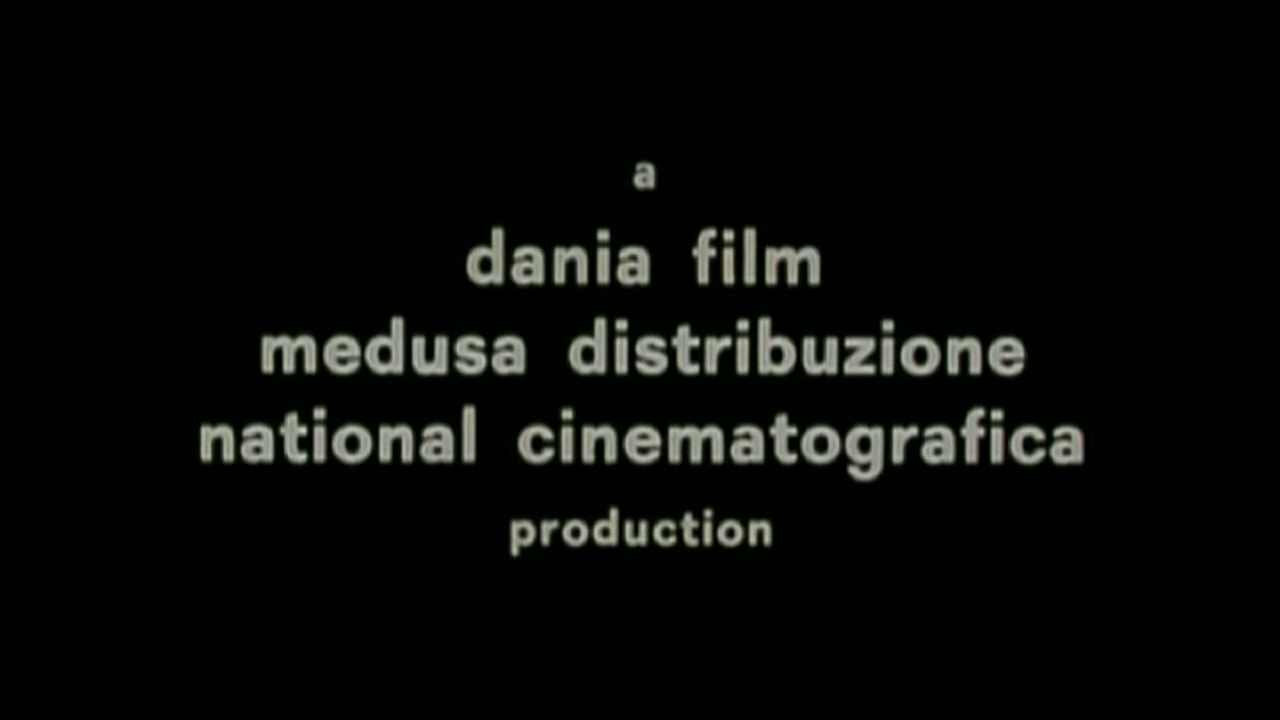 a
dania film
medusa distribuzione
national cinematografica
production